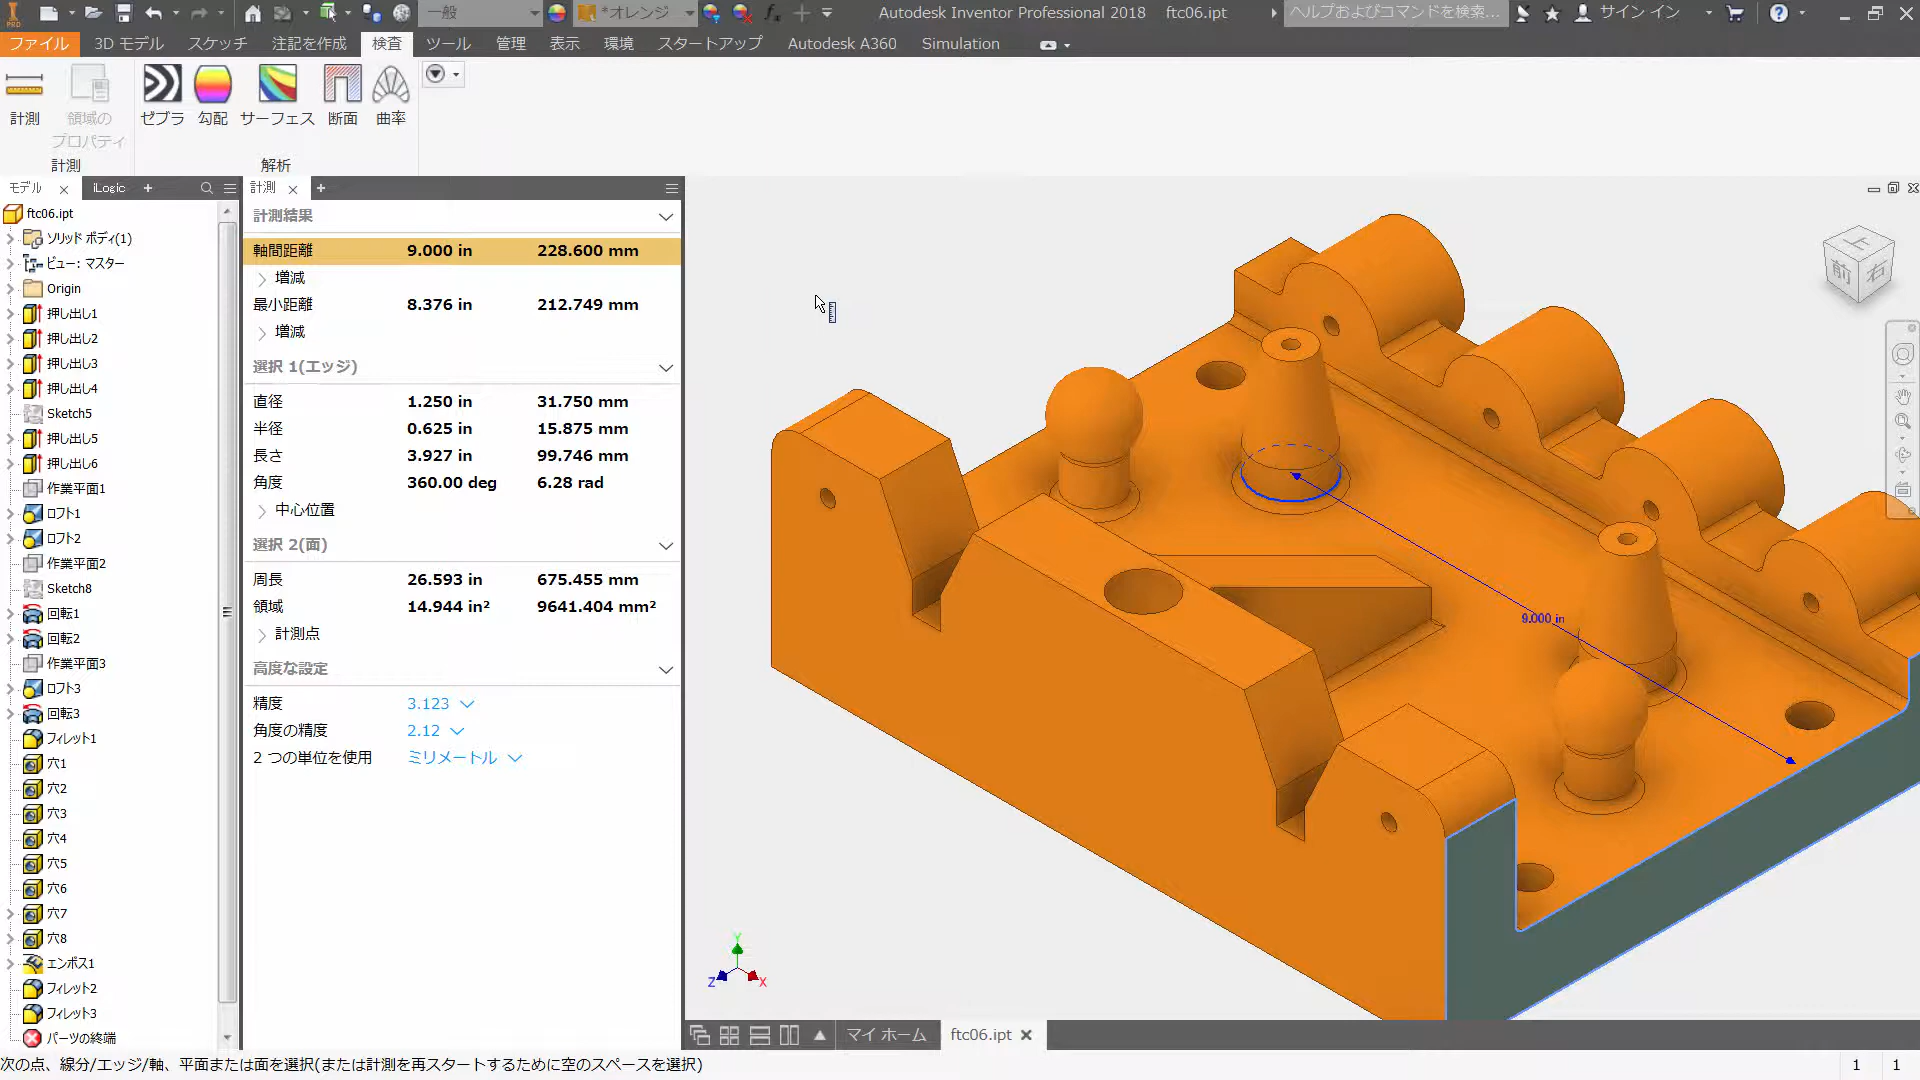 一般
*オレンジ
Autodesk Inventor Professional 2018 ftc06.ipt
ヘルプおよびコマンドを検索...
サイン イン
PRO
ファイル 3D モデル スケッチ 注記を作成 検査 ツール 管理 表示 環境 スタートアップ Autodesk A360 Simulation
計測
領域の
プロパティ
ゼブラ 勾配 サーフェス 断面 曲率
計測 解析
モデル iLogic
計測
ftc06.ipt
ソリッド ボディ(1)
ビュー: マスター
Origin
押し出し1
押し出し2
押し出し3
押し出し4
Sketch5
押し出し5
押し出し6
作業平面1
ロフト1
ロフト2
作業平面2
Sketch8
回転1
回転2
作業平面3
ロフト3
回転3
フィレット1
穴1
穴2
穴3
穴4
穴5
穴6
穴7
穴8
エンボス1
フィレット2
フィレット3
パーツの終端
計測結果
軸間距離 9.000 in 228.600 mm
増減
最小距離 8.376 in 212.749 mm
増減
選択 1(エッジ)
直径 1.250 in 31.750 mm
半径 0.625 in 15.875 mm
長さ 3.927 in 99.746 mm
角度 360.00 deg 6.28 rad
中心位置
選択 2(面)
周長 26.593 in 675.455 mm
領域 14.944 in² 9641.404 mm²
計測点
高度な設定
精度 3.123
角度の精度 2.12
2 つの単位を使用 ミリメートル
9.000 in
上
前 右
Y
Z X
マイ ホーム ftc06.ipt
次の点、線分/エッジ/軸、平面または面を選択(または計測を再スタートするために空のスペースを選択)
1 1